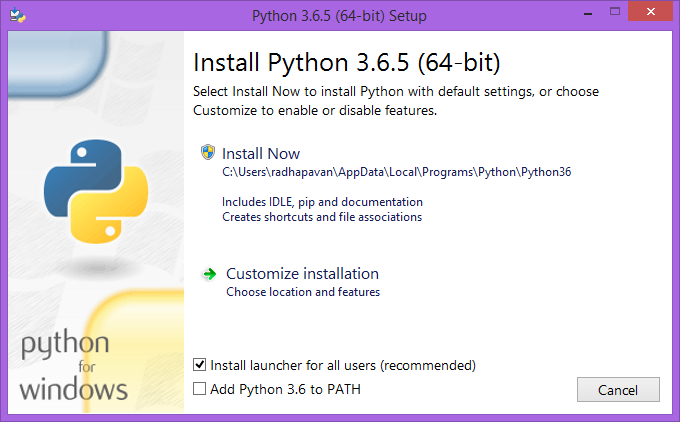 Python 3.6.5 (64-bit) Setup
Install Python 3.6.5 (64-bit)
Select Install Now to install Python with default settings, or choose
Customize to enable or disable features.
Install Now
C:\Users\radhapavan\AppData\Local\Programs\Python\Python36
Includes IDLE, pip and documentation
Creates shortcuts and file associations
Customize installation
Choose location and features
python
for
windows
Install launcher for all users (recommended)
Add Python 3.6 to PATH
Cancel